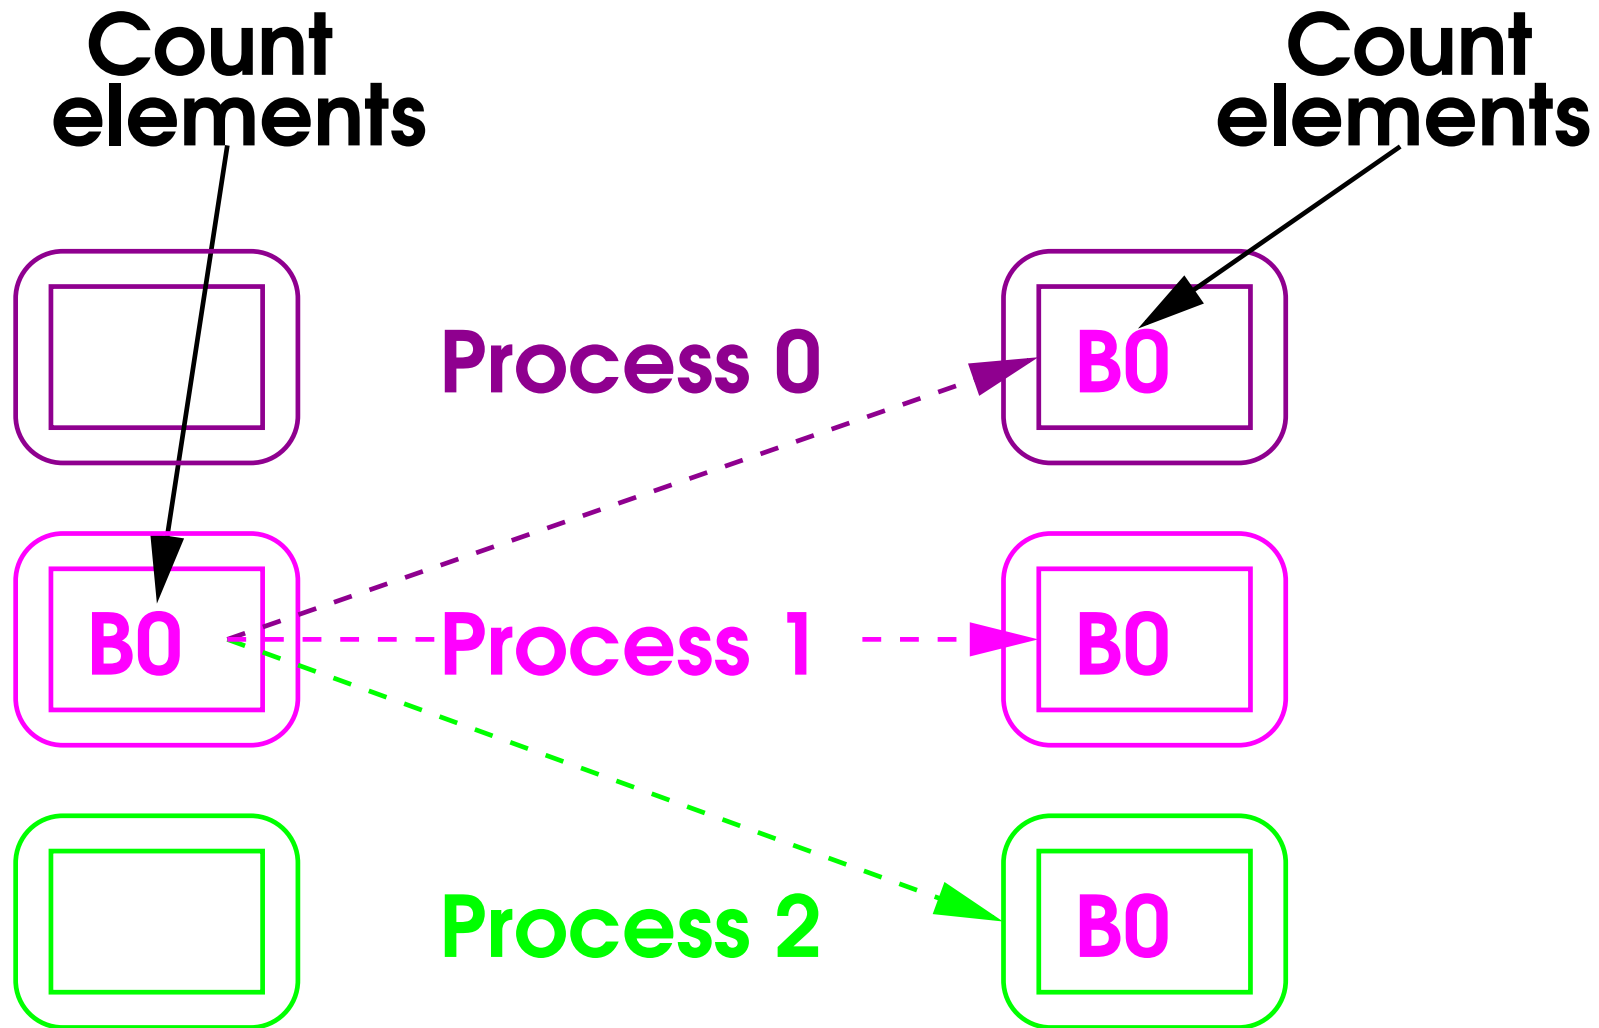 Count
elements
Count
elements
Process 0
B0
B0
Process 1
B0
Process 2
B0